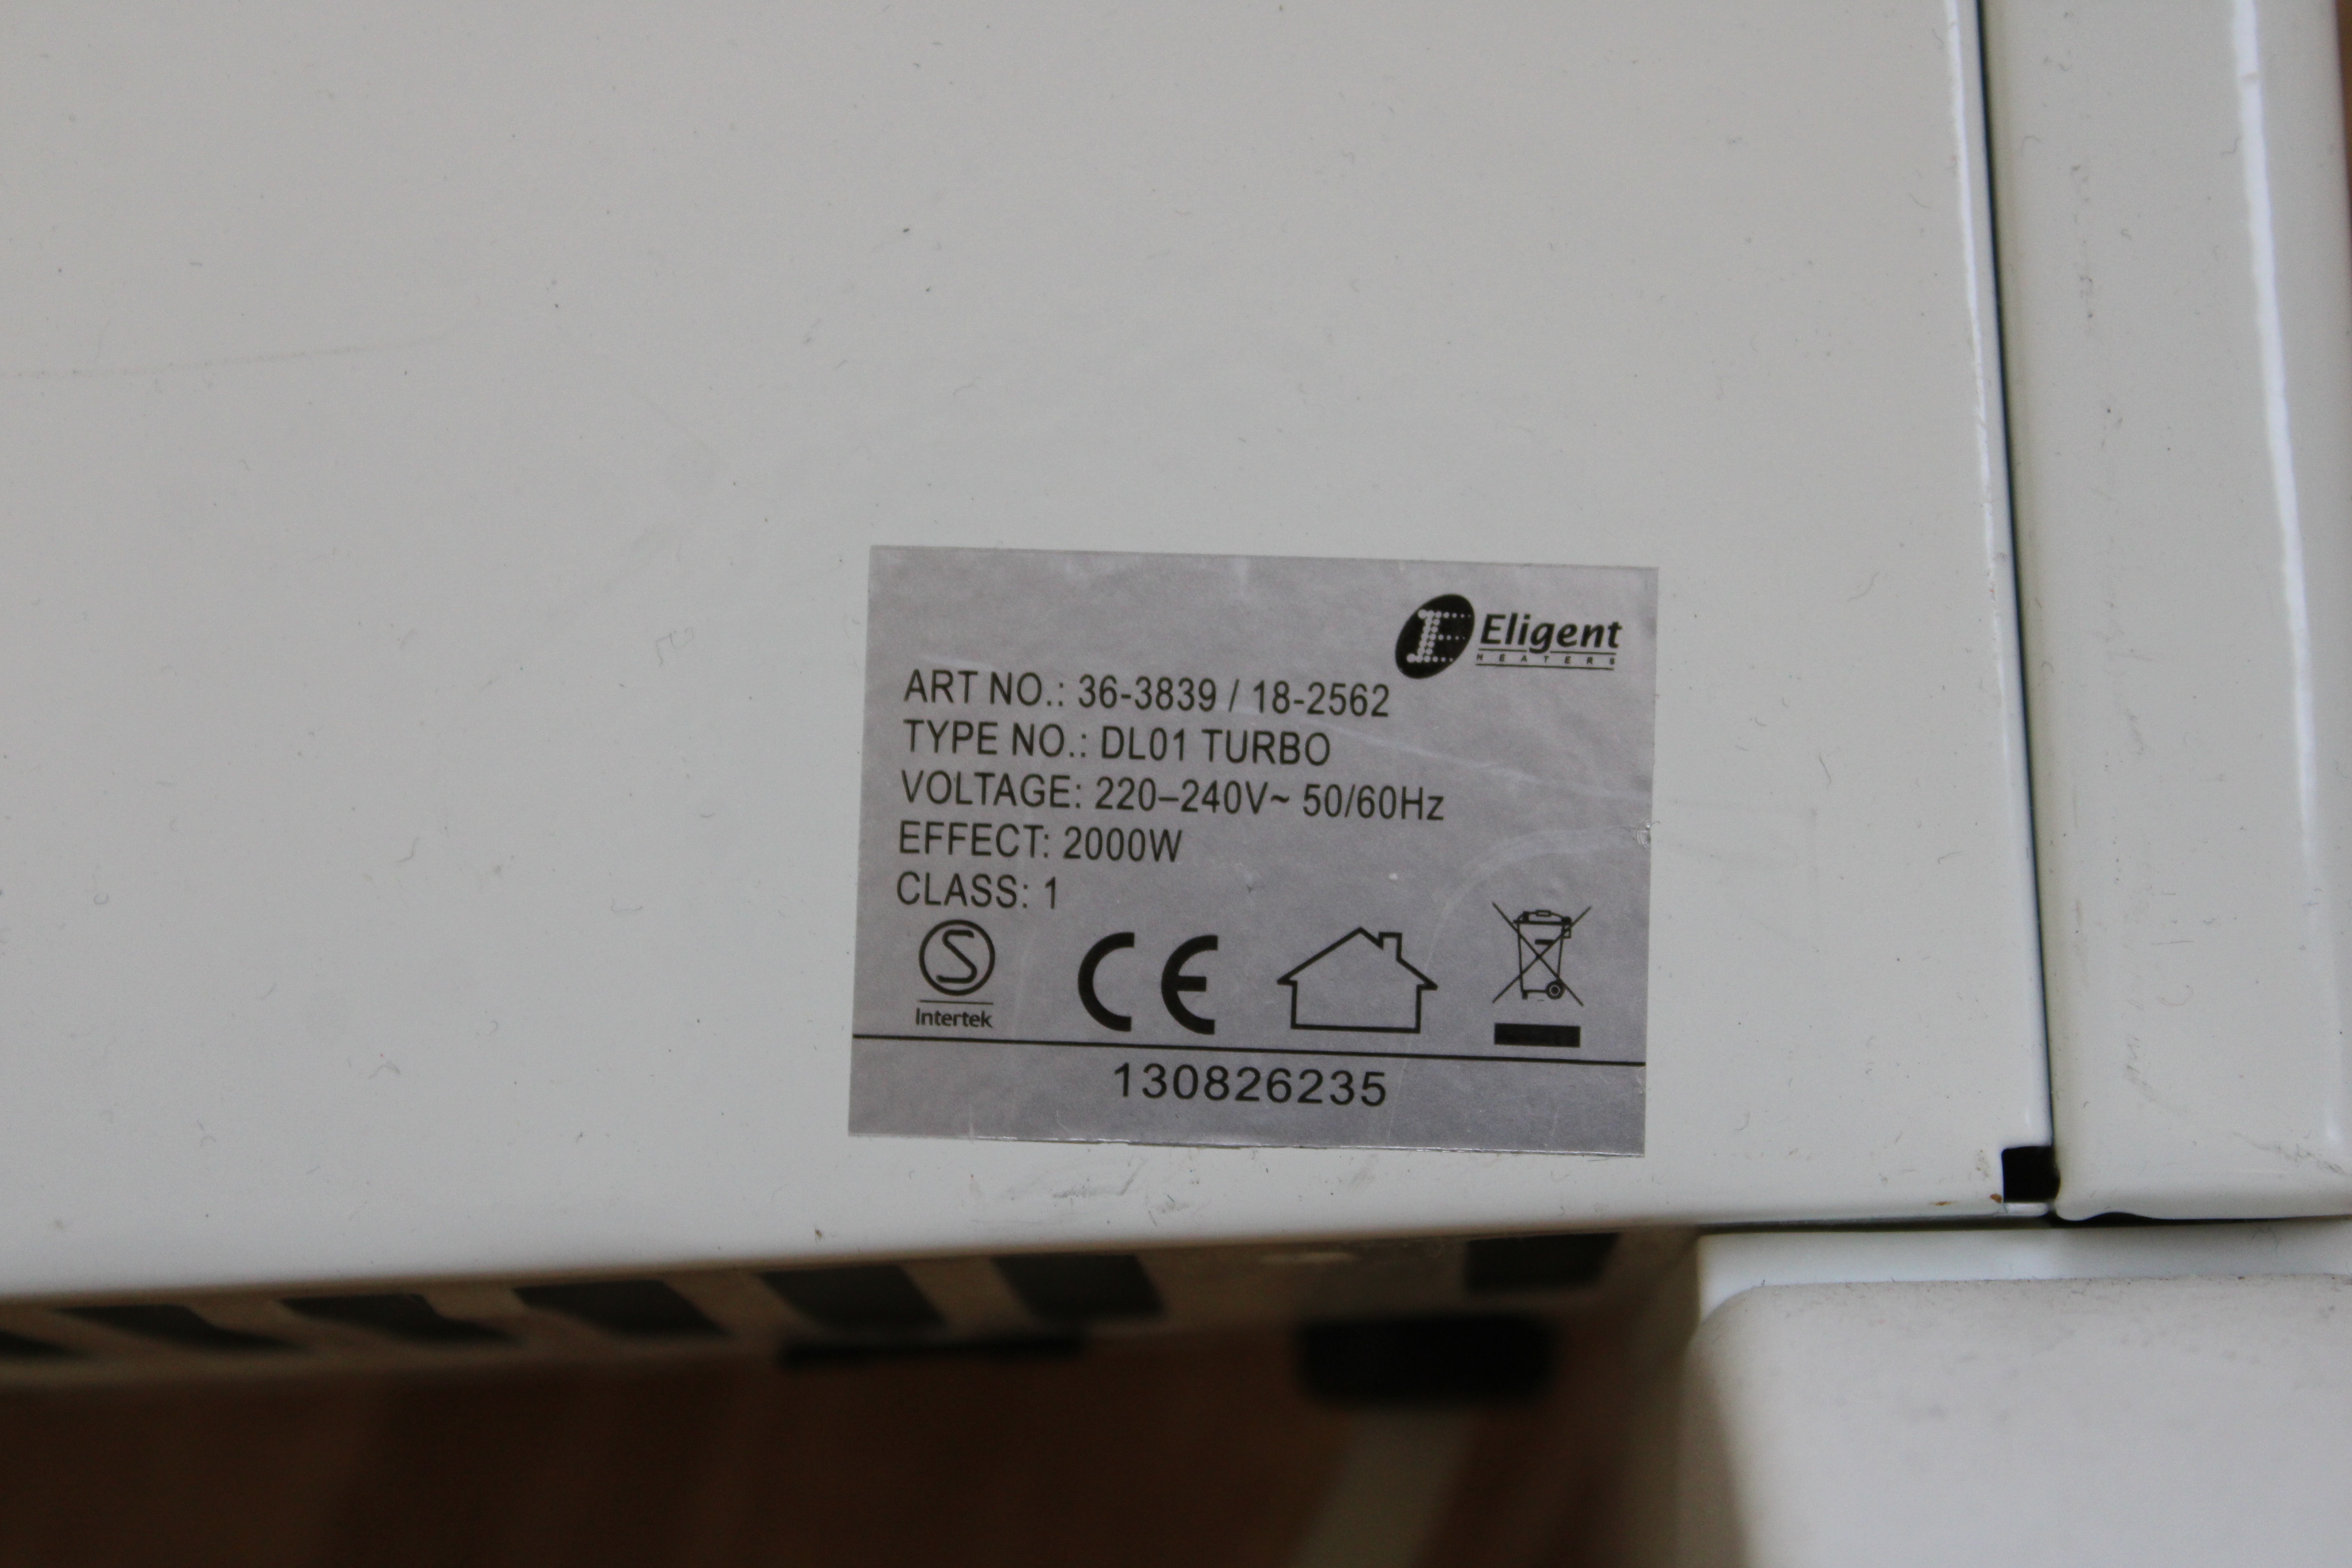 Eligent
HEATERS
ART NO.: 36-3839 / 18-2562
TYPE NO.: DL01 TURBO
VOLTAGE: 220–240V~ 50/60Hz
EFFECT: 2000W
CLASS: 1
S
Intertek
CE
130826235